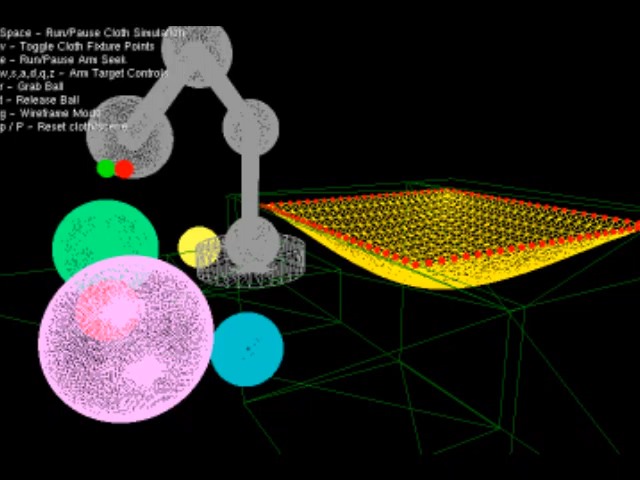 Space - Run/Pause Cloth Simulation
v - Toggle Cloth Fixture Points
e - Run/Pause Arm Seek
w,s,a,d,q,z - Arm Target Controls
r - Grab Ball
t - Release Ball
g - Wireframe Mode
p / P - Reset cloth/scene